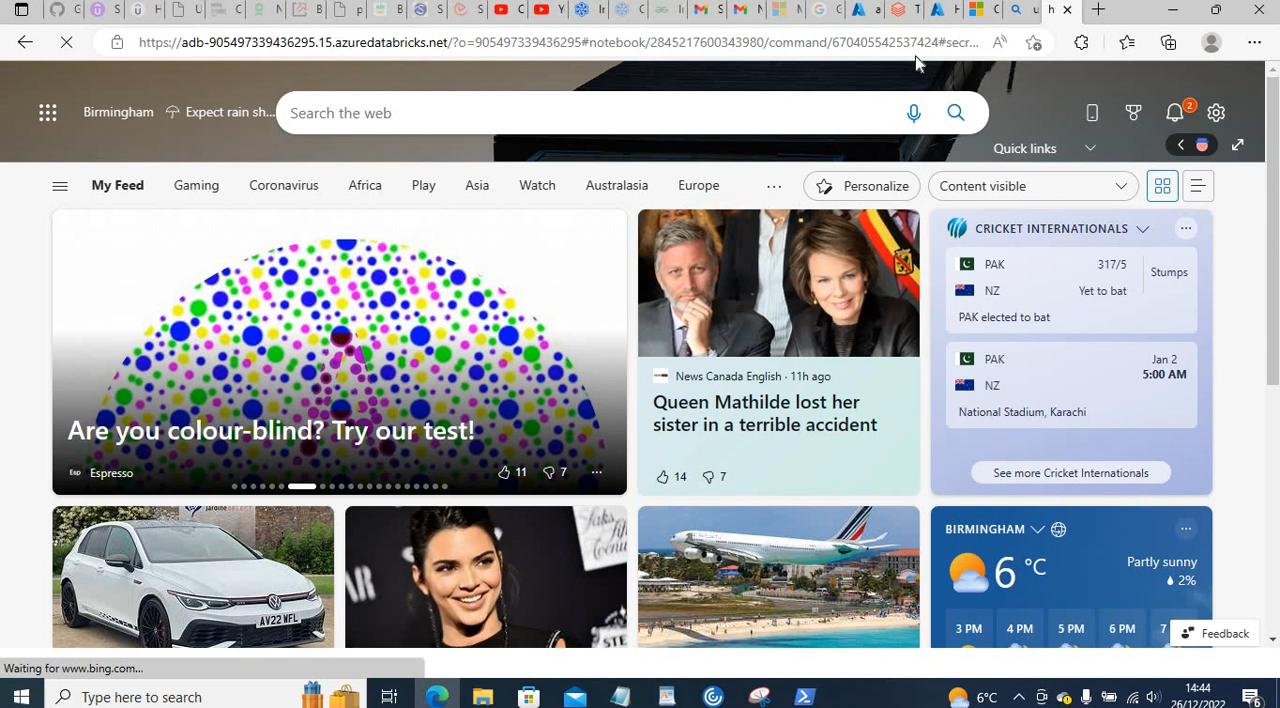 https://adb-905497339436295.15.azuredatabricks.net/?o=905497339436295#notebook/2845217600343980/command/670405542537424#secr...
Birmingham
Expect rain sh...
Search the web
2
Quick links
My Feed
Gaming
Coronavirus
Africa
Play
Asia
Watch
Australasia
Europe
...
Personalize
Content visible
Are you colour-blind? Try our test!
Esp Espresso
11
7
News Canada English · 11h ago
Queen Mathilde lost her
sister in a terrible accident
14
7
CRICKET INTERNATIONALS
PAK 317/5
Stumps
NZ Yet to bat
PAK elected to bat
PAK Jan 2
NZ 5:00 AM
National Stadium, Karachi
See more Cricket Internationals
AV22 WFL
BIRMINGHAM
6 °C
Partly sunny
2%
3 PM 4 PM 5 PM 6 PM 7
Feedback
Waiting for www.bing.com...
Type here to search
6°C
14:44
26/12/2022
6